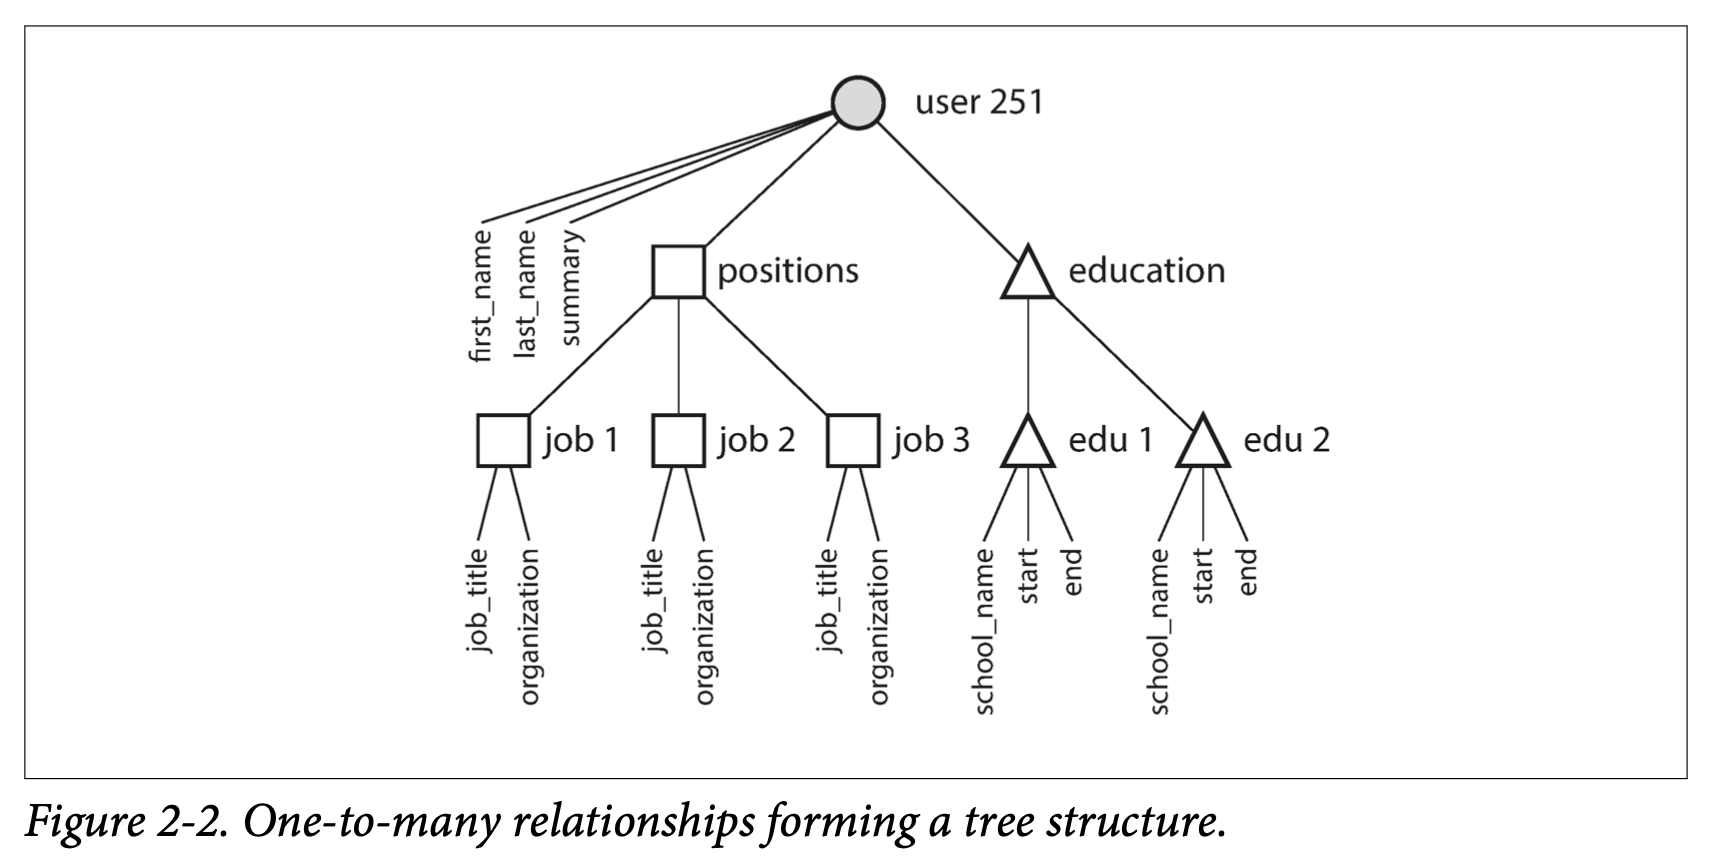 user 251
first_name
last_name
summary
positions
education
job 1
job 2
job 3
edu 1
edu 2
job_title
organization
job_title
organization
job_title
organization
school_name
start
end
school_name
start
end
Figure 2-2. One-to-many relationships forming a tree structure.